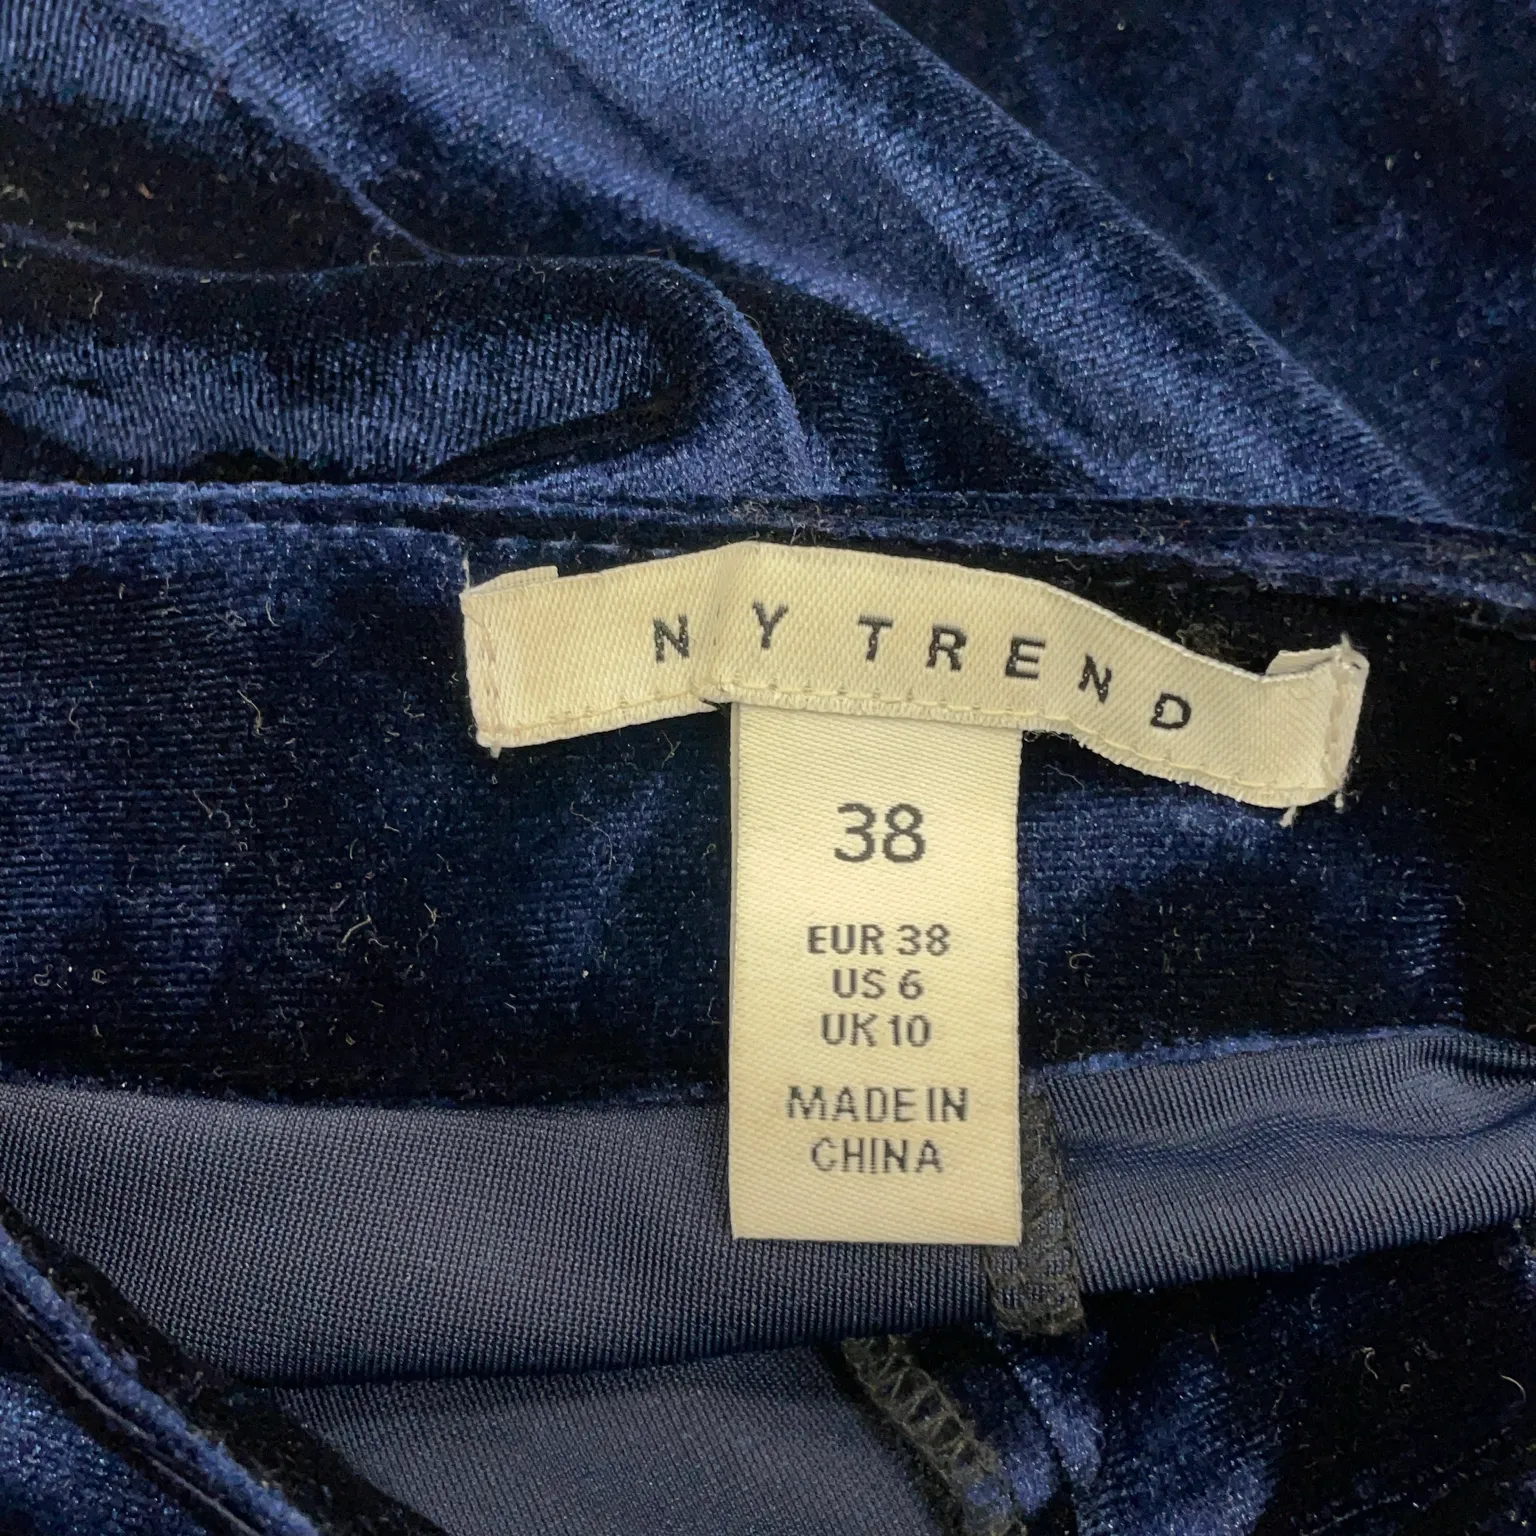 NY TREND
38
EUR 38
US 6
UK 10
MADE IN
CHINA